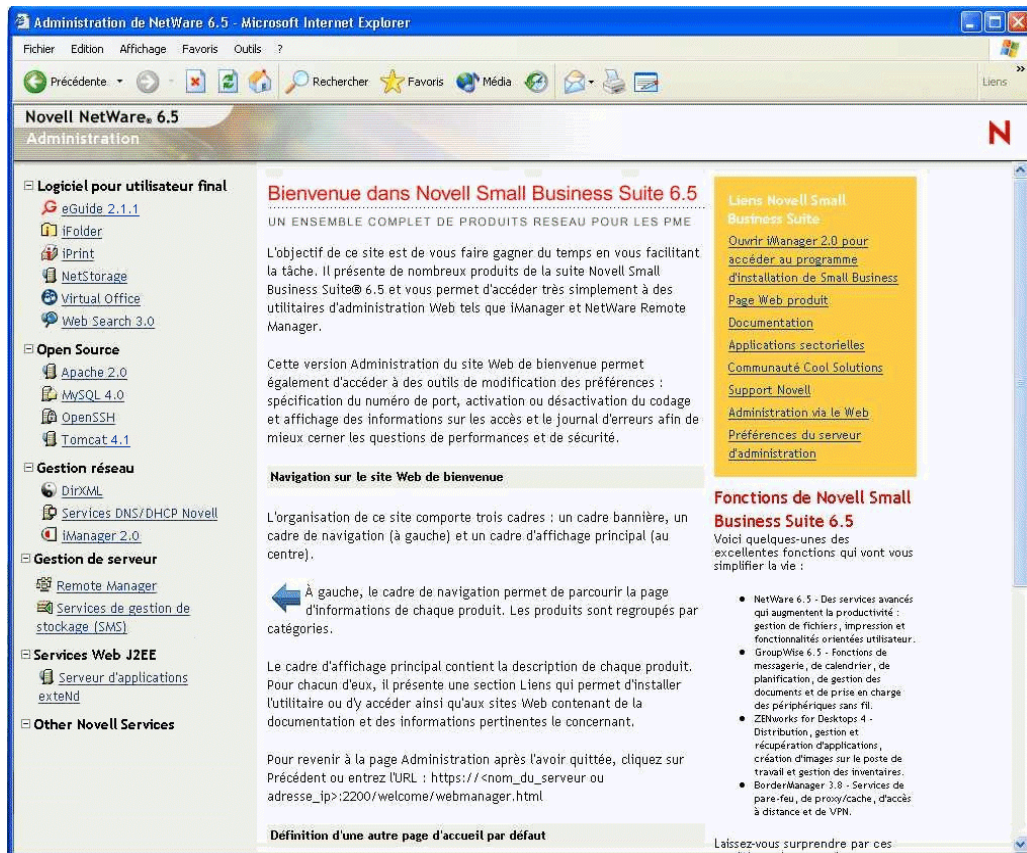 Administration de NetWare 6.5 - Microsoft Internet Explorer
Fichier Edition Affichage Favoris Outils ?
Précédente Rechercher Favoris Média Liens »
Novell NetWare® 6.5
Administration
N
Logiciel pour utilisateur final
eGuide 2.1.1
iFolder
iPrint
NetStorage
Virtual Office
Web Search 3.0
Open Source
Apache 2.0
MySQL 4.0
OpenSSH
Tomcat 4.1
Gestion réseau
DirXML
Services DNS/DHCP Novell
iManager 2.0
Gestion de serveur
Remote Manager
Services de gestion de
stockage (SMS)
Services Web J2EE
Serveur d'applications
exteNd
Other Novell Services
Bienvenue dans Novell Small Business Suite 6.5
UN ENSEMBLE COMPLET DE PRODUITS RESEAU POUR LES PME
L'objectif de ce site est de vous faire gagner du temps en vous facilitant
la tâche. Il présente de nombreux produits de la suite Novell Small
Business Suite® 6.5 et vous permet d'accéder très simplement à des
utilitaires d'administration Web tels que iManager et NetWare Remote
Manager.
Cette version Administration du site Web de bienvenue permet
également d'accéder à des outils de modification des préférences :
spécification du numéro de port, activation ou désactivation du codage
et affichage des informations sur les accès et le journal d'erreurs afin de
mieux cerner les questions de performances et de sécurité.
Navigation sur le site Web de bienvenue
L'organisation de ce site comporte trois cadres : un cadre bannière, un
cadre de navigation (à gauche) et un cadre d'affichage principal (au
centre).
À gauche, le cadre de navigation permet de parcourir la page
d'informations de chaque produit. Les produits sont regroupés par
catégories.
Le cadre d'affichage principal contient la description de chaque produit.
Pour chacun d'eux, il présente une section Liens qui permet d'installer
l'utilitaire ou d'y accéder ainsi qu'aux sites Web contenant de la
documentation et des informations pertinentes le concernant.
Pour revenir à la page Administration après l'avoir quittée, cliquez sur
Précédent ou entrez l'URL : https://<nom_du_serveur ou
adresse_ip>:2200/welcome/webmanager.html
Définition d'une autre page d'accueil par défaut
Liens Novell Small
Business Suite
Ouvrir iManager 2.0 pour
accéder au programme
d'installation de Small Business
Page Web produit
Documentation
Applications sectorielles
Communauté Cool Solutions
Support Novell
Administration via le Web
Préférences du serveur
d'administration
Fonctions de Novell Small
Business Suite 6.5
Voici quelques-unes des
excellentes fonctions qui vont vous
simplifier la vie :
• NetWare 6.5 - Des services avancés
qui augmentent la productivité :
gestion de fichiers, impression et
fonctionnalités orientées utilisateur.
• GroupWise 6.5 - Fonctions de
messagerie, de calendrier, de
planification, de gestion des
documents et de prise en charge
des périphériques sans fil.
• ZENworks for Desktops 4 -
Distribution, gestion et
récupération d'applications,
création d'images sur le poste de
travail et gestion des inventaires.
• BorderManager 3.8 - Services de
pare-feu, de proxy/cache, d'accès
à distance et de VPN.
Laissez-vous surprendre par ces